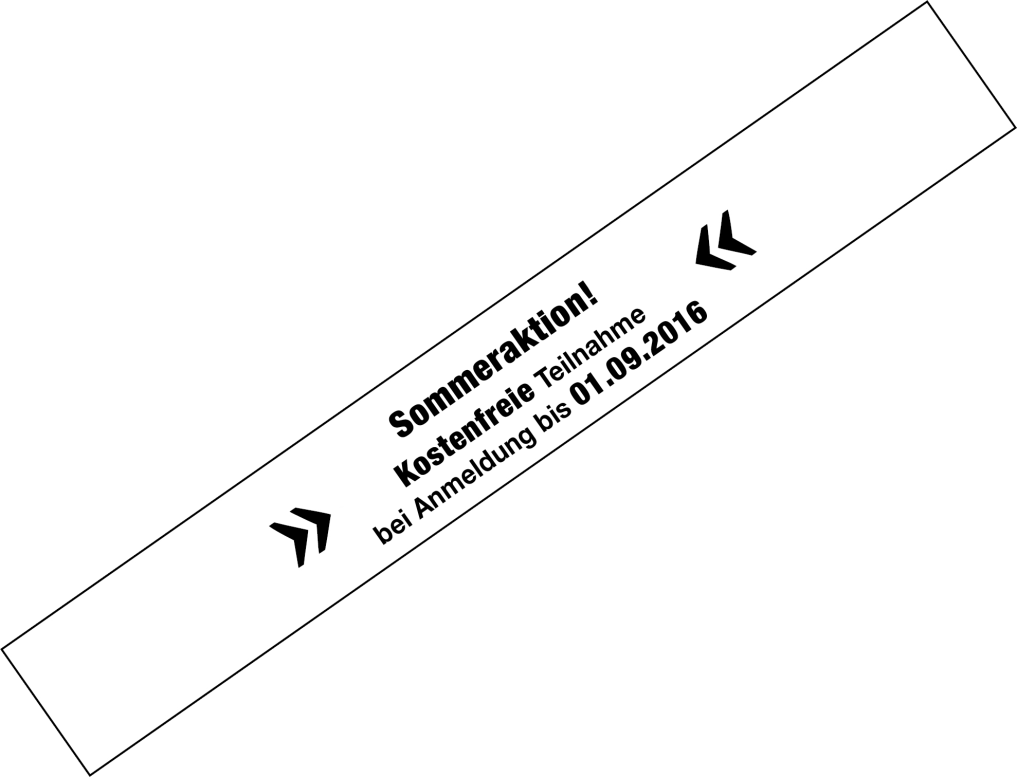 Sommeraktion!
Kostenfreie Teilnahme
bei Anmeldung bis 01.09.2016